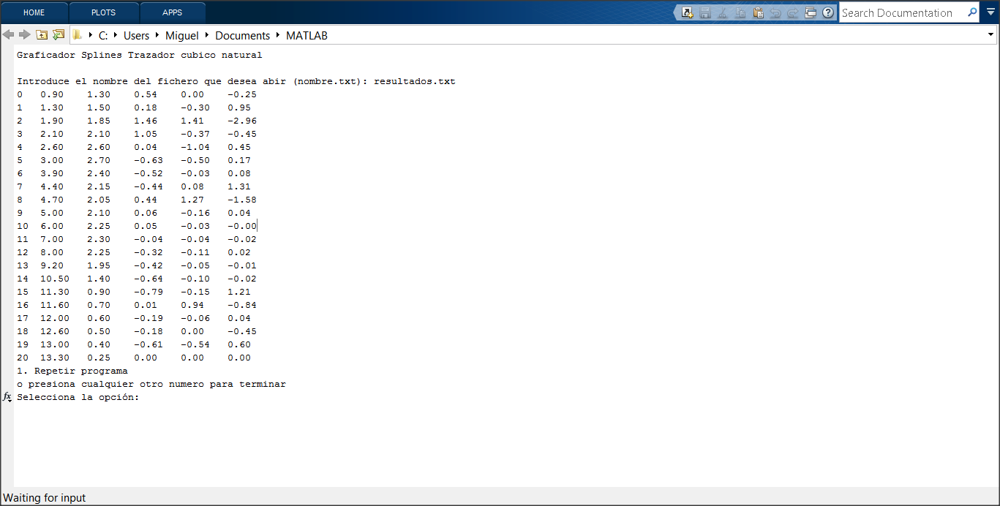 HOME PLOTS APPS Search Documentation
C: Users Miguel Documents MATLAB
Graficador Splines Trazador cubico natural
Introduce el nombre del fichero que desea abir (nombre.txt): resultados.txt
0 0.90 1.30 0.54 0.00 -0.25
1 1.30 1.50 0.18 -0.30 0.95
2 1.90 1.85 1.46 1.41 -2.96
3 2.10 2.10 1.05 -0.37 -0.45
4 2.60 2.60 0.04 -1.04 0.45
5 3.00 2.70 -0.63 -0.50 0.17
6 3.90 2.40 -0.52 -0.03 0.08
7 4.40 2.15 -0.44 0.08 1.31
8 4.70 2.05 0.44 1.27 -1.58
9 5.00 2.10 0.06 -0.16 0.04
10 6.00 2.25 0.05 -0.03 -0.00
11 7.00 2.30 -0.04 -0.04 -0.02
12 8.00 2.25 -0.32 -0.11 0.02
13 9.20 1.95 -0.42 -0.05 -0.01
14 10.50 1.40 -0.64 -0.10 -0.02
15 11.30 0.90 -0.79 -0.15 1.21
16 11.60 0.70 0.01 0.94 -0.84
17 12.00 0.60 -0.19 -0.06 0.04
18 12.60 0.50 -0.18 0.00 -0.45
19 13.00 0.40 -0.61 -0.54 0.60
20 13.30 0.25 0.00 0.00 0.00
1. Repetir programa
o presiona cualquier otro numero para terminar
fx Selecciona la opción:
Waiting for input